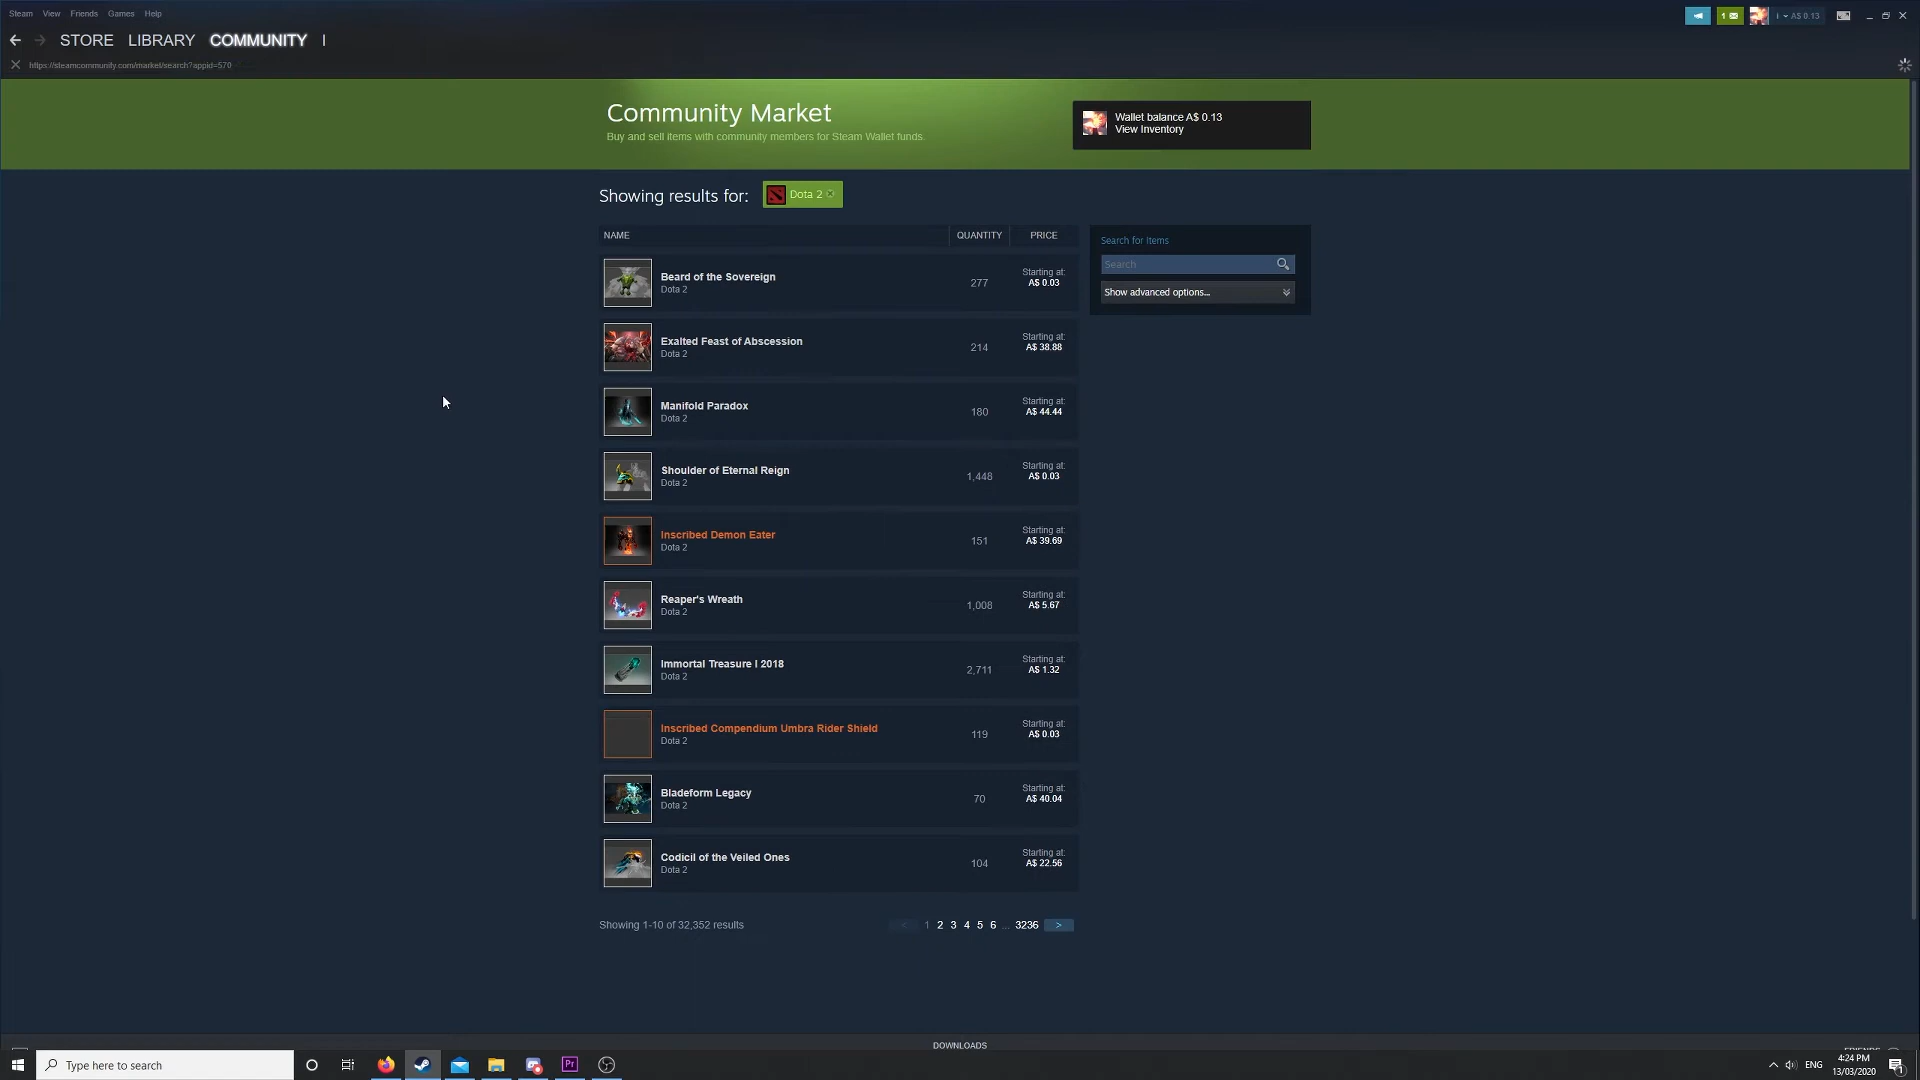 Steam View Friends Games Help
1
I A$ 0.13
STORE LIBRARY COMMUNITY I
https://steamcommunity.com/market/search?appid=570
Community Market
Buy and sell items with community members for Steam Wallet funds.
Wallet balance A$ 0.13
View Inventory
Showing results for: Dota 2
NAME QUANTITY PRICE
Beard of the Sovereign
Dota 2
277
Starting at:
A$ 0.03
Exalted Feast of Abscession
Dota 2
214
Starting at:
A$ 38.88
Manifold Paradox
Dota 2
180
Starting at:
A$ 44.44
Shoulder of Eternal Reign
Dota 2
1,448
Starting at:
A$ 0.03
Inscribed Demon Eater
Dota 2
151
Starting at:
A$ 39.69
Reaper's Wreath
Dota 2
1,008
Starting at:
A$ 5.67
Immortal Treasure I 2018
Dota 2
2,711
Starting at:
A$ 1.32
Inscribed Compendium Umbra Rider Shield
Dota 2
119
Starting at:
A$ 0.03
Bladeform Legacy
Dota 2
70
Starting at:
A$ 40.04
Codicil of the Veiled Ones
Dota 2
104
Starting at:
A$ 22.56
Showing 1-10 of 32,352 results
< 1 2 3 4 5 6 ... 3236 >
Search for Items
Search
Show advanced options...
DOWNLOADS
Type here to search
Pr
ENG
4:24 PM
13/03/2020
1